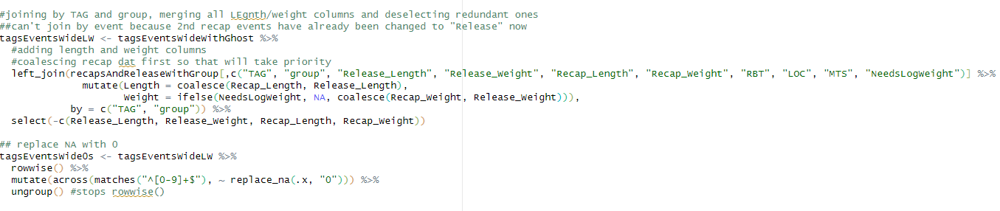 #joining by TAG and group, merging all LEgnth/weight columns and deselecting redundant ones
##can't join by event because 2nd recap events have already been changed to "Release" now
tagsEventsWideLW <- tagsEventsWideWithGhost %>%
  #adding length and weight columns
  #coalescing recap dat first so that will take priority
  left_join(recapsAndReleaseWithGroup[,c("TAG", "group", "Release_Length", "Release_Weight", "Recap_Length", "Recap_Weight", "RBT", "LOC", "MTS", "NeedsLogWeight")] %>%
              mutate(Length = coalesce(Recap_Length, Release_Length),
                     Weight = ifelse(NeedsLogWeight, NA, coalesce(Recap_Weight, Release_Weight))),
            by = c("TAG", "group")) %>%
  select(-c(Release_Length, Release_Weight, Recap_Length, Recap_Weight))
## replace NA with 0
tagsEventsWide0s <- tagsEventsWideLW %>%
  rowwise() %>%
  mutate(across(matches("^[0-9]+$"), ~ replace_na(.x, "0"))) %>%
  ungroup() #stops rowwise()